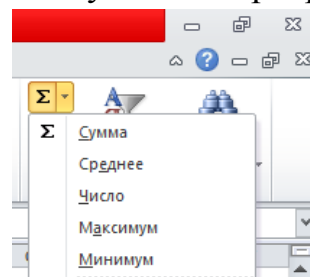 Σ
А
Я
Σ Сумма
Среднее
Число
Максимум
Минимум